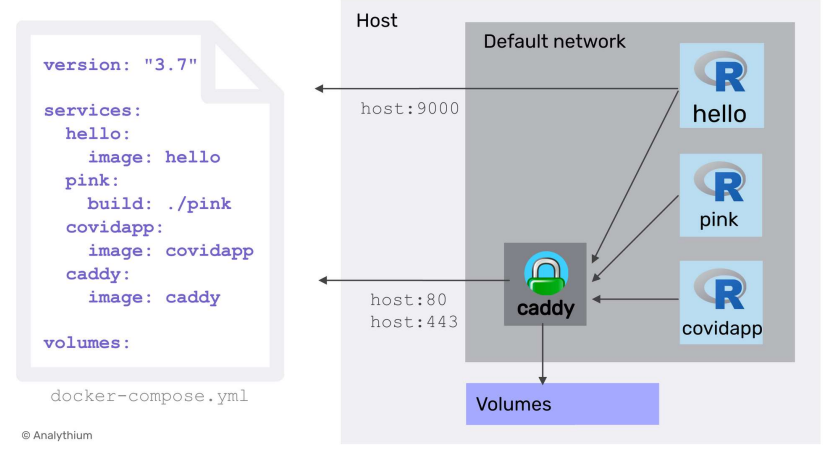 version: "3.7"
services:
hello:
image: hello
pink:
build: ./pink
covidapp:
image: covidapp
caddy:
image: caddy
volumes:
docker-compose.yml
© Analythium
Host
Default network
host:9000
R
hello
R
pink
host:80
host:443
caddy
R
covidapp
Volumes